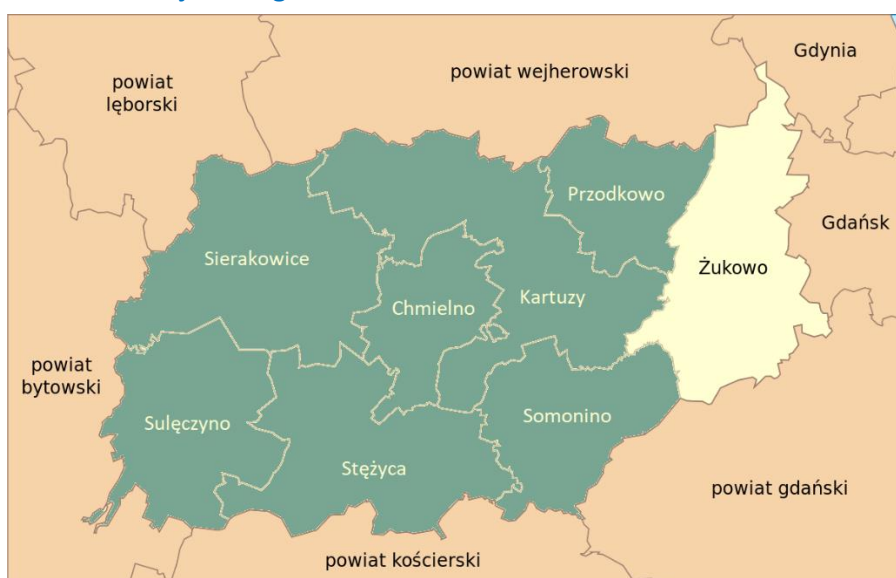 Gdynia
powiat wejherowski
powiat
lęborski
Przodkowo
Gdańsk
Sierakowice
Żukowo
Kartuzy
Chmielno
powiat
bytowski
Sulęczyno
Somonino
Stężyca
powiat gdański
powiat kościerski